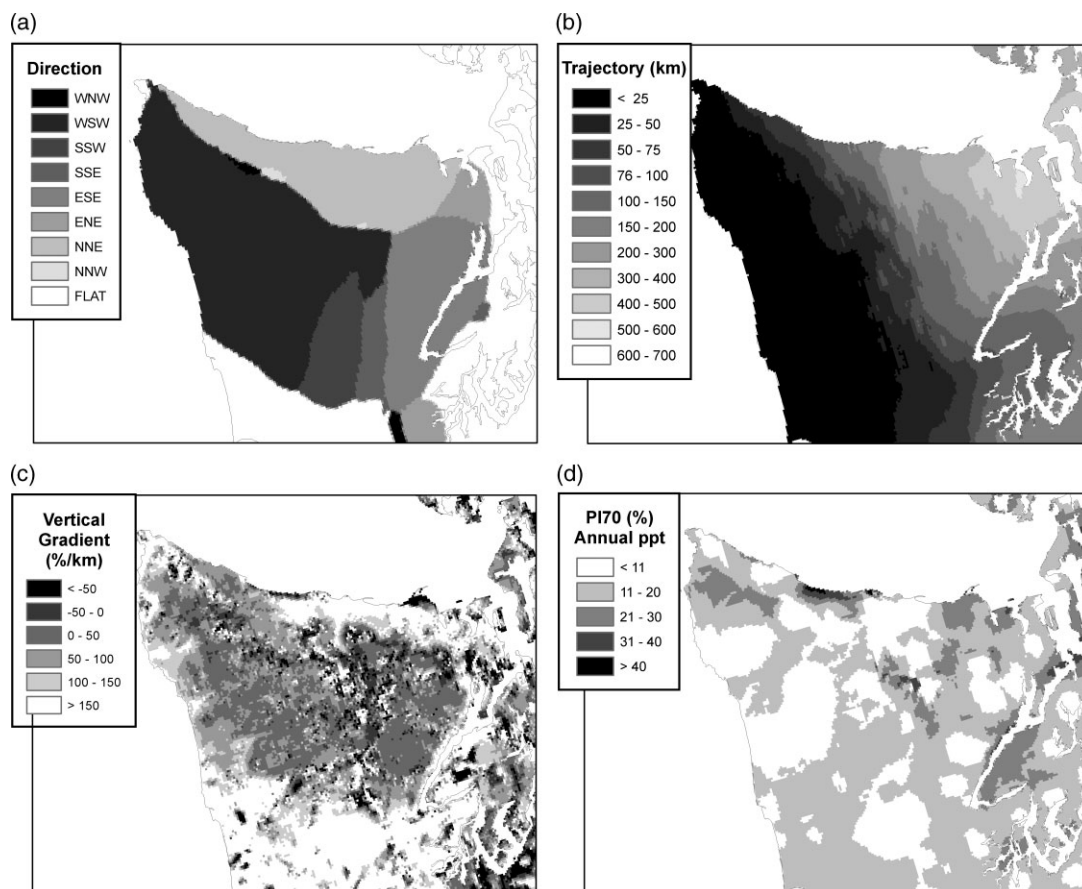 (a)
Direction
WNW
WSW
SSW
SSE
ESE
ENE
NNE
NNW
FLAT
(b)
Trajectory (km)
< 25
25 - 50
50 - 75
76 - 100
100 - 150
150 - 200
200 - 300
300 - 400
400 - 500
500 - 600
600 - 700
(c)
Vertical
Gradient
(%/km)
< -50
-50 - 0
0 - 50
50 - 100
100 - 150
> 150
(d)
PI70 (%)
Annual ppt
< 11
11 - 20
21 - 30
31 - 40
> 40